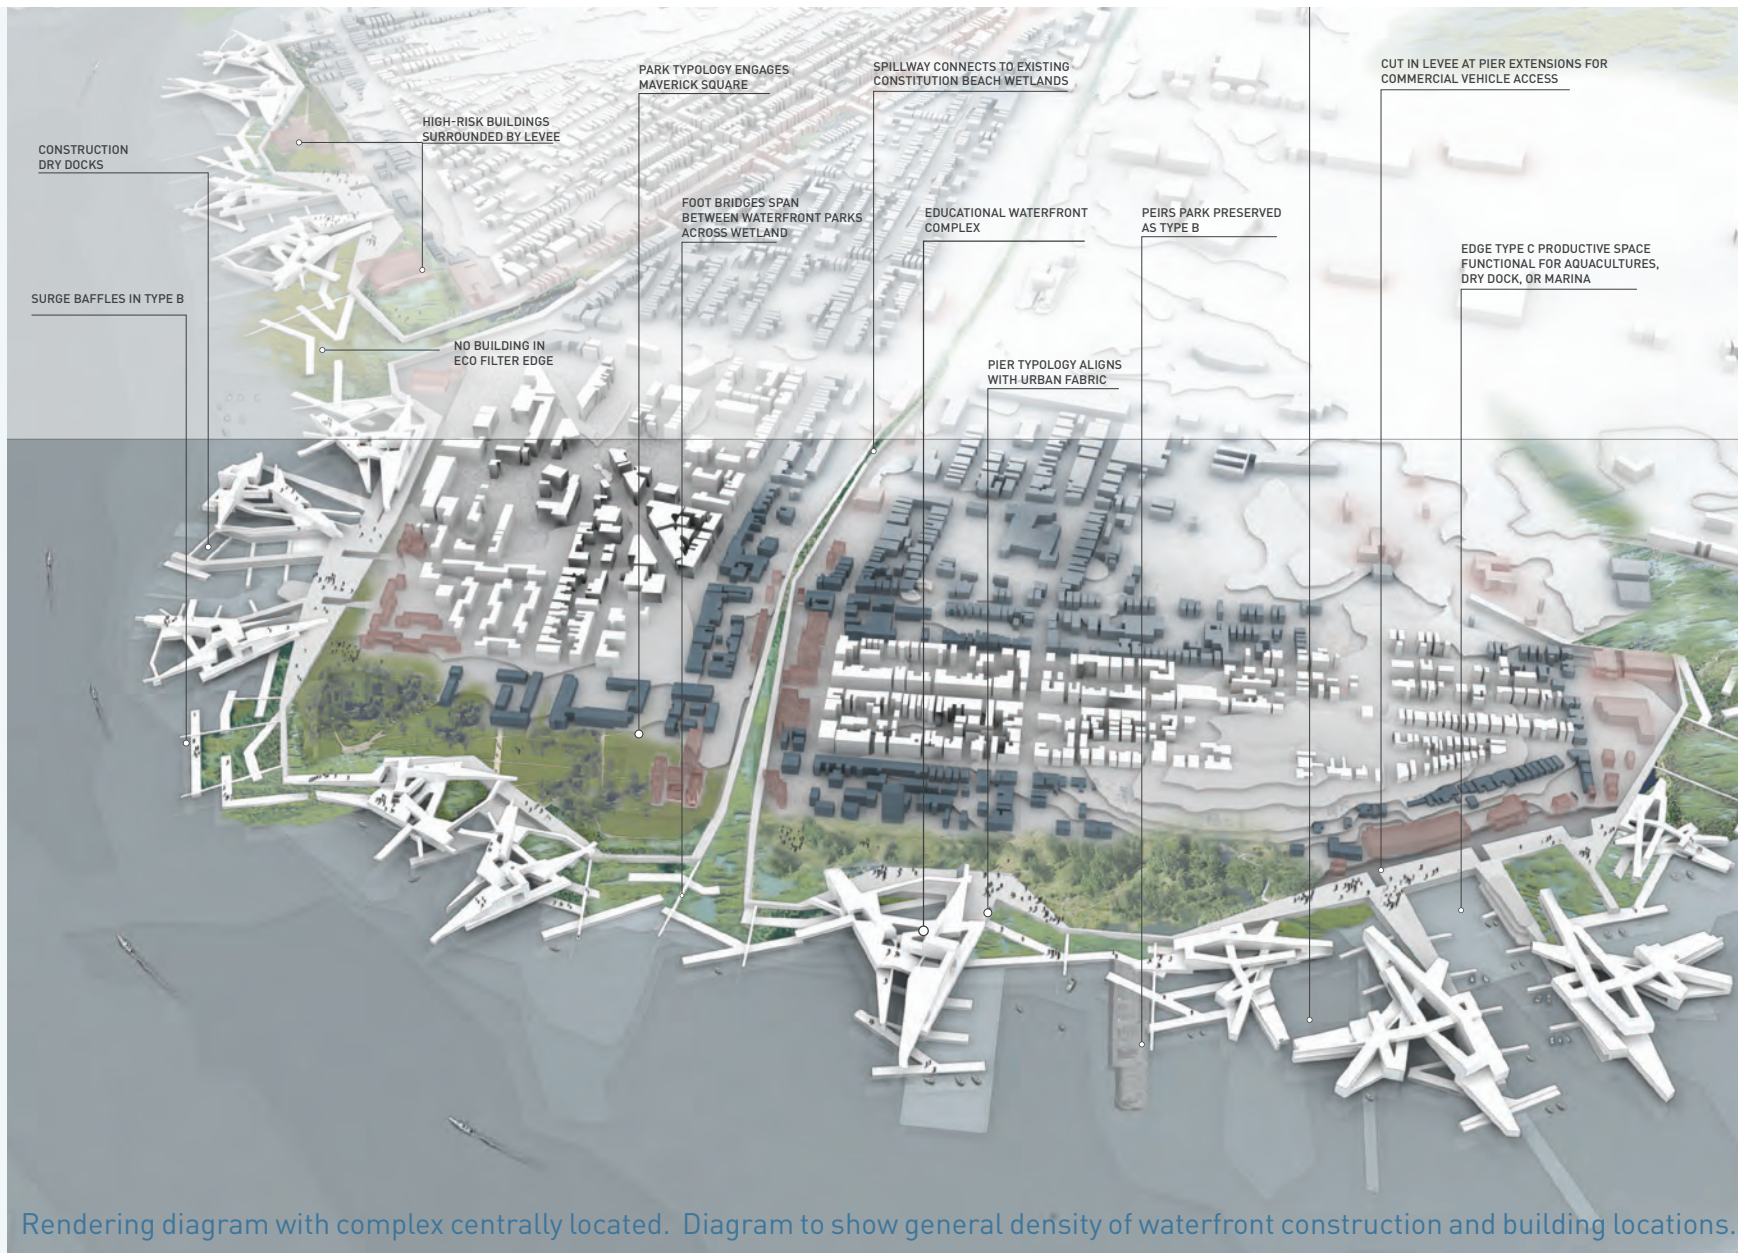 PARK TYPOLOGY ENGAGES
MAVERICK SQUARE
SPILLWAY CONNECTS TO EXISTING
CONSTITUTION BEACH WETLANDS
CUT IN LEVEE AT PIER EXTENSIONS FOR
COMMERCIAL VEHICLE ACCESS
HIGH-RISK BUILDINGS
SURROUNDED BY LEVEE
CONSTRUCTION
DRY DOCKS
FOOT BRIDGES SPAN
BETWEEN WATERFRONT PARKS
ACROSS WETLAND
EDUCATIONAL WATERFRONT
COMPLEX
PEIRS PARK PRESERVED
AS TYPE B
EDGE TYPE C PRODUCTIVE SPACE
FUNCTIONAL FOR AQUACULTURES,
DRY DOCK, OR MARINA
SURGE BAFFLES IN TYPE B
NO BUILDING IN
ECO FILTER EDGE
PIER TYPOLOGY ALIGNS
WITH URBAN FABRIC
Rendering diagram with complex centrally located. Diagram to show general density of waterfront construction and building locations.